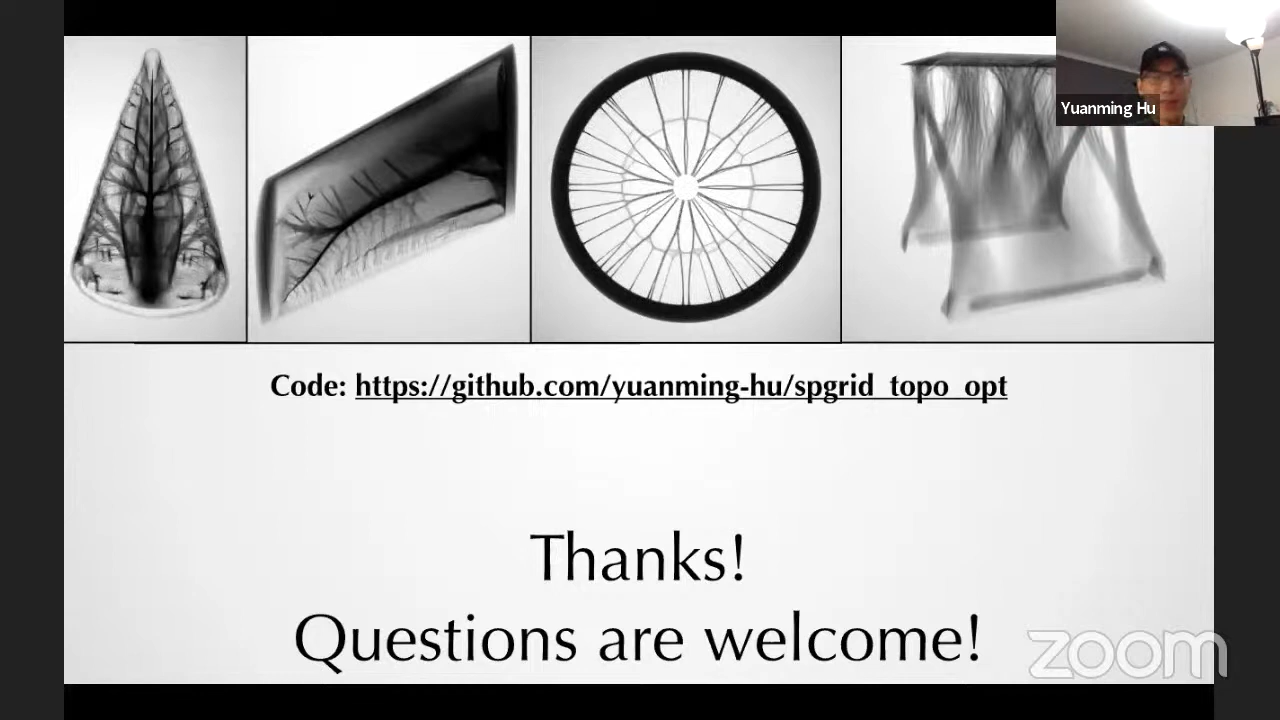 Yuanming Hu
Code: https://github.com/yuanming-hu/spgrid_topo_opt
Thanks!
Questions are welcome!
zoom